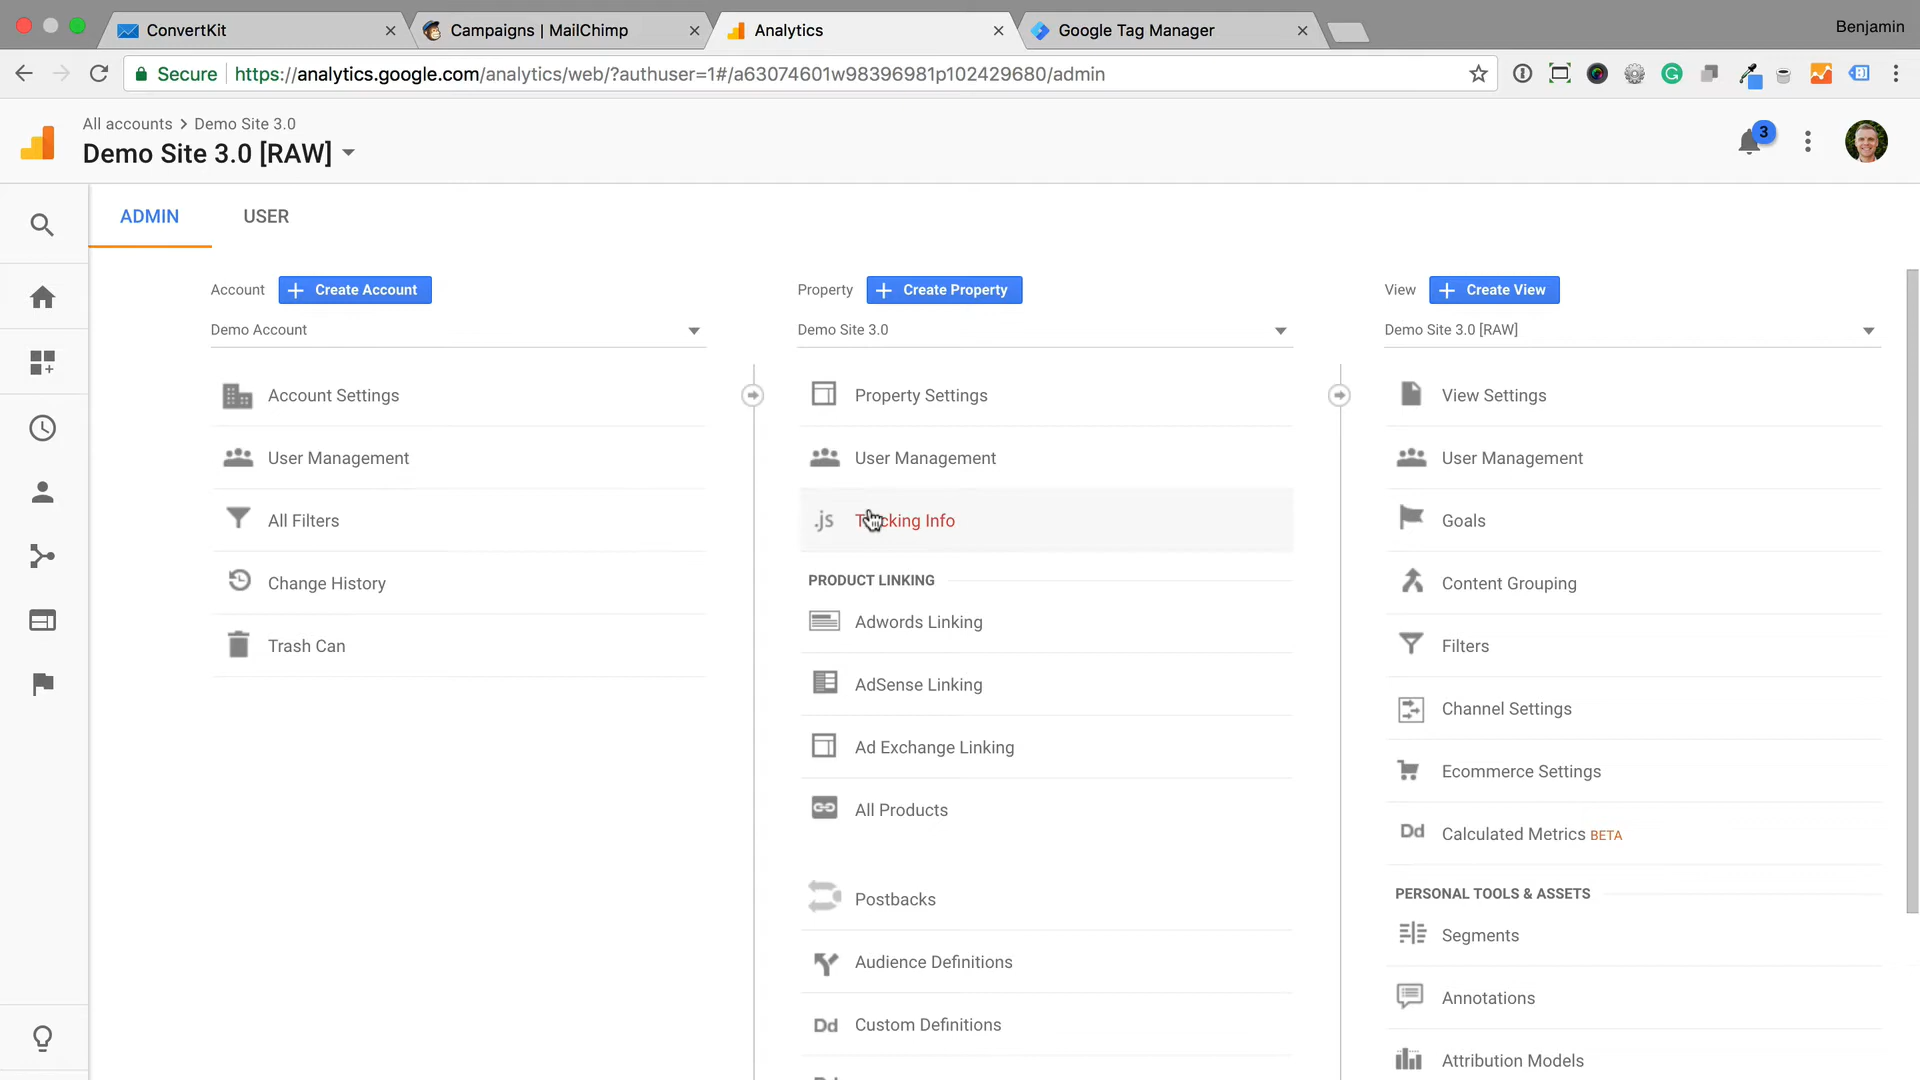 ConvertKit
Campaigns | MailChimp
Analytics
Google Tag Manager
Benjamin
Secure
https://analytics.google.com/analytics/web/?authuser=1#/a63074601w98396981p102429680/admin
All accounts > Demo Site 3.0
Demo Site 3.0 [RAW]
3
ADMIN
USER
Account
Create Account
Demo Account
Account Settings
User Management
All Filters
Change History
Trash Can
Property
Create Property
Demo Site 3.0
Property Settings
User Management
.js
Tracking Info
PRODUCT LINKING
Adwords Linking
AdSense Linking
Ad Exchange Linking
All Products
Postbacks
Audience Definitions
Dd Custom Definitions
View
Create View
Demo Site 3.0 [RAW]
View Settings
User Management
Goals
Content Grouping
Filters
Channel Settings
Ecommerce Settings
Dd Calculated Metrics BETA
PERSONAL TOOLS & ASSETS
Segments
Annotations
Attribution Models